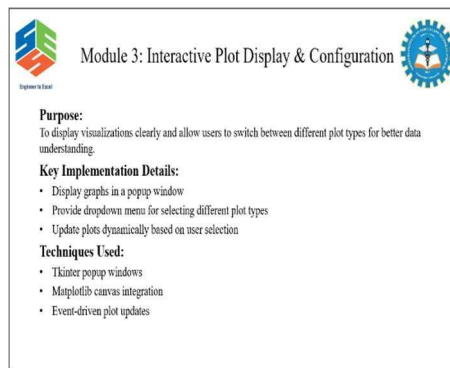 SES
Engineer to Excel
Module 3: Interactive Plot Display & Configuration
Purpose:
To display visualizations clearly and allow users to switch between different plot types for better data
understanding.
Key Implementation Details:
• Display graphs in a popup window
• Provide dropdown menu for selecting different plot types
• Update plots dynamically based on user selection
Techniques Used:
• Tkinter popup windows
• Matplotlib canvas integration
• Event-driven plot updates